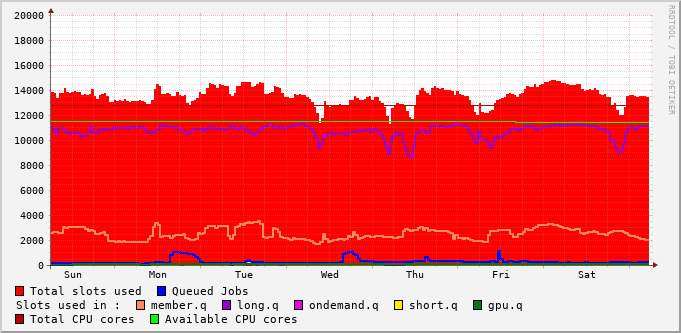 20000
18000
16000
14000
12000
10000
8000
6000
4000
2000
0
Sun Mon Tue Wed Thu Fri Sat
Total slots used Queued Jobs
Slots used in : member.q long.q ondemand.q short.q gpu.q
Total CPU cores Available CPU cores
RRDTOOL / TOBI OETIKER